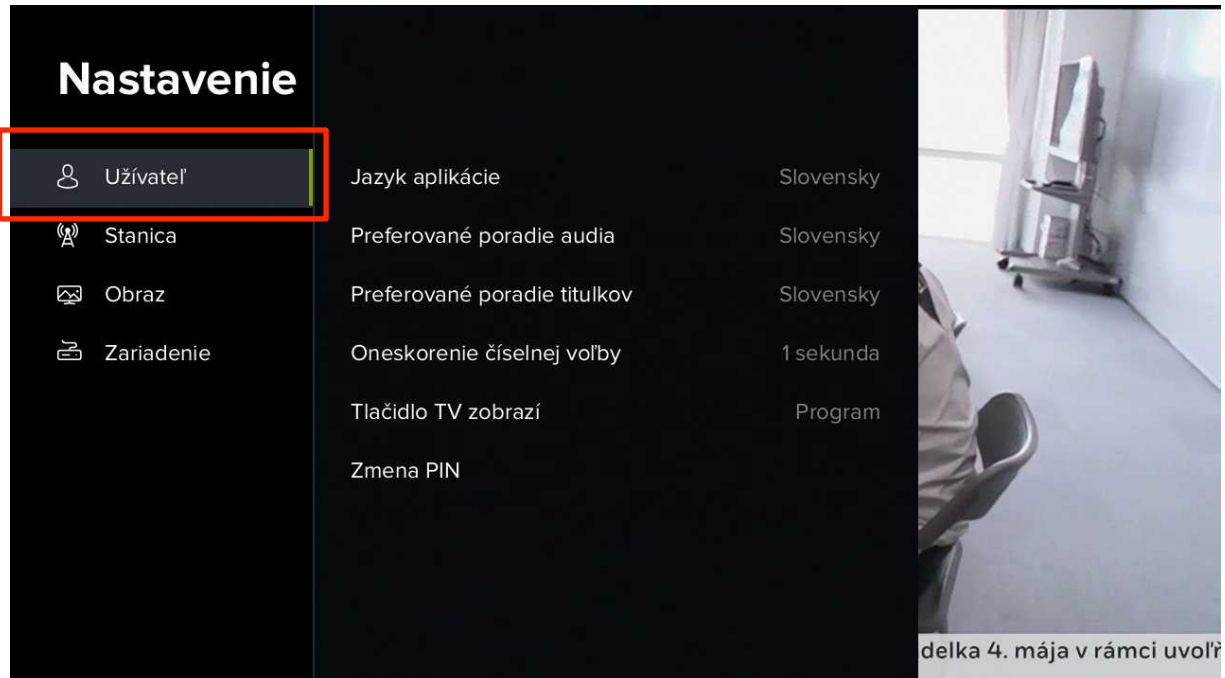 Nastavenie
Užívateľ
Stanica
Obraz
Zariadenie
Jazyk aplikácie Slovensky
Preferované poradie audia Slovensky
Preferované poradie titulkov Slovensky
Oneskorenie číselnej voľby 1 sekunda
Tlačidlo TV zobrazí Program
Zmena PIN
delka 4. mája v rámci